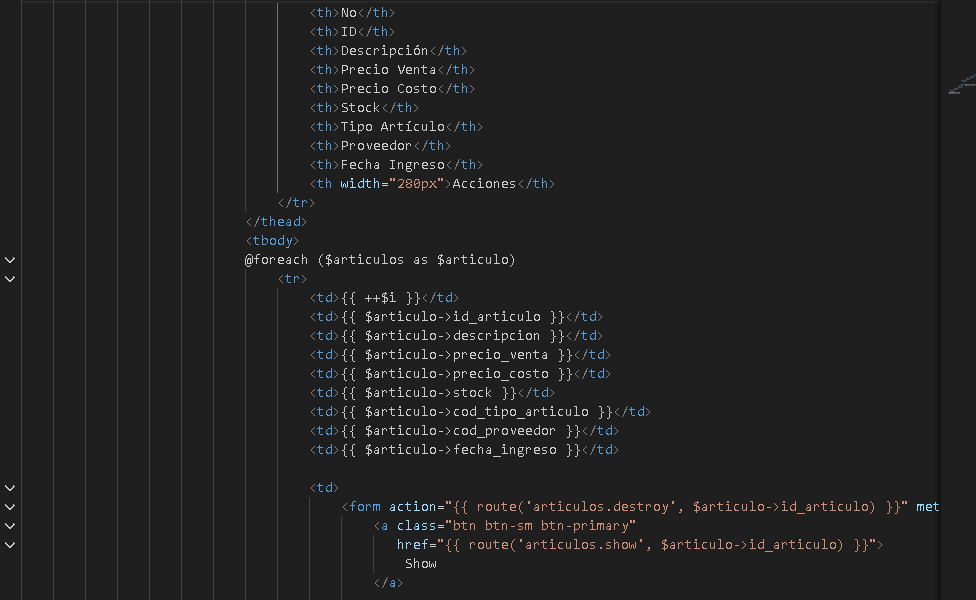 <th>No</th>
<th>ID</th>
<th>Descripción</th>
<th>Precio Venta</th>
<th>Precio Costo</th>
<th>Stock</th>
<th>Tipo Artículo</th>
<th>Proveedor</th>
<th>Fecha Ingreso</th>
<th width="280px">Acciones</th>
</tr>
</thead>
<tbody>
@foreach ($articulos as $articulo)
<tr>
<td>{{ ++$i }}</td>
<td>{{ $articulo->id_articulo }}</td>
<td>{{ $articulo->descripcion }}</td>
<td>{{ $articulo->precio_venta }}</td>
<td>{{ $articulo->precio_costo }}</td>
<td>{{ $articulo->stock }}</td>
<td>{{ $articulo->cod_tipo_articulo }}</td>
<td>{{ $articulo->cod_proveedor }}</td>
<td>{{ $articulo->fecha_ingreso }}</td>
<td>
<form action="{{ route('articulos.destroy', $articulo->id_articulo) }}" met
<a class="btn btn-sm btn-primary"
href="{{ route('articulos.show', $articulo->id_articulo) }}">
Show
</a>